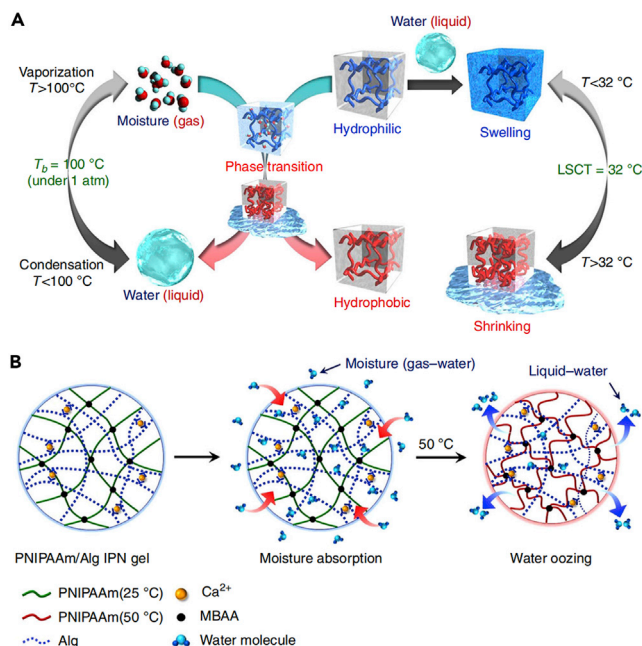 A
Water (liquid)
Vaporization
T>100°C
Moisture (gas)
Hydrophilic
Swelling
T<32 °C
Phase transition
T_b = 100 °C
(under 1 atm)
LSCT = 32 °C
Condensation
T<100 °C
Water (liquid)
Hydrophobic
T>32 °C
Shrinking
B
Moisture (gas–water)
Liquid–water
50 °C
PNIPAAm/Alg IPN gel
Moisture absorption
Water oozing
PNIPAAm(25 °C)
Ca²⁺
PNIPAAm(50 °C)
MBAA
Alg
Water molecule